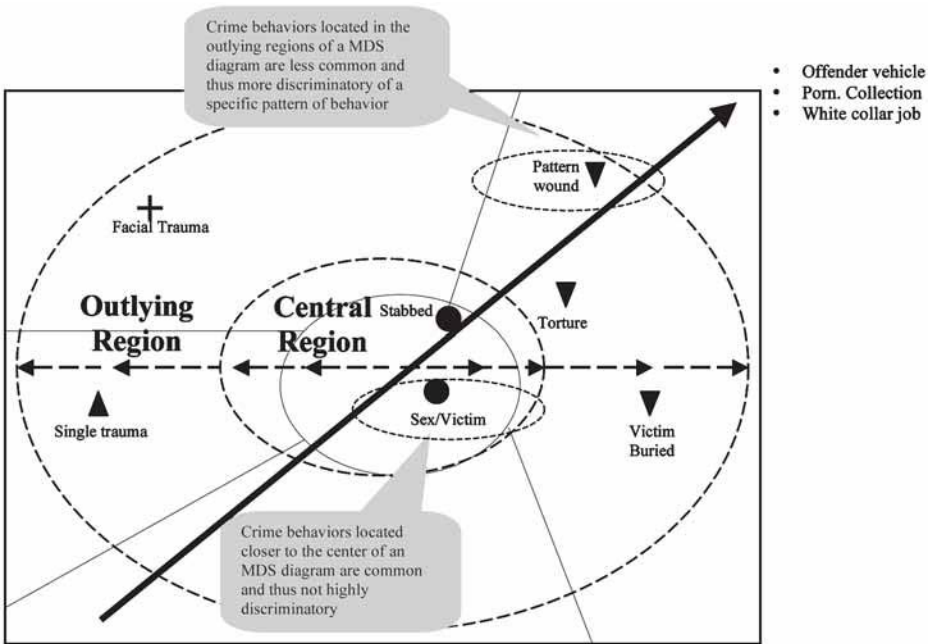 Crime behaviors located in the
outlying regions of a MDS
diagram are less common and
thus more discriminatory of a
specific pattern of behavior
• Offender vehicle
• Porn. Collection
• White collar job
Pattern
wound
Facial Trauma
Outlying
Region
Central
Region
Stabbed
Torture
Single trauma
Sex/Victim
Victim
Buried
Crime behaviors located
closer to the center of an
MDS diagram are common
and thus not highly
discriminatory